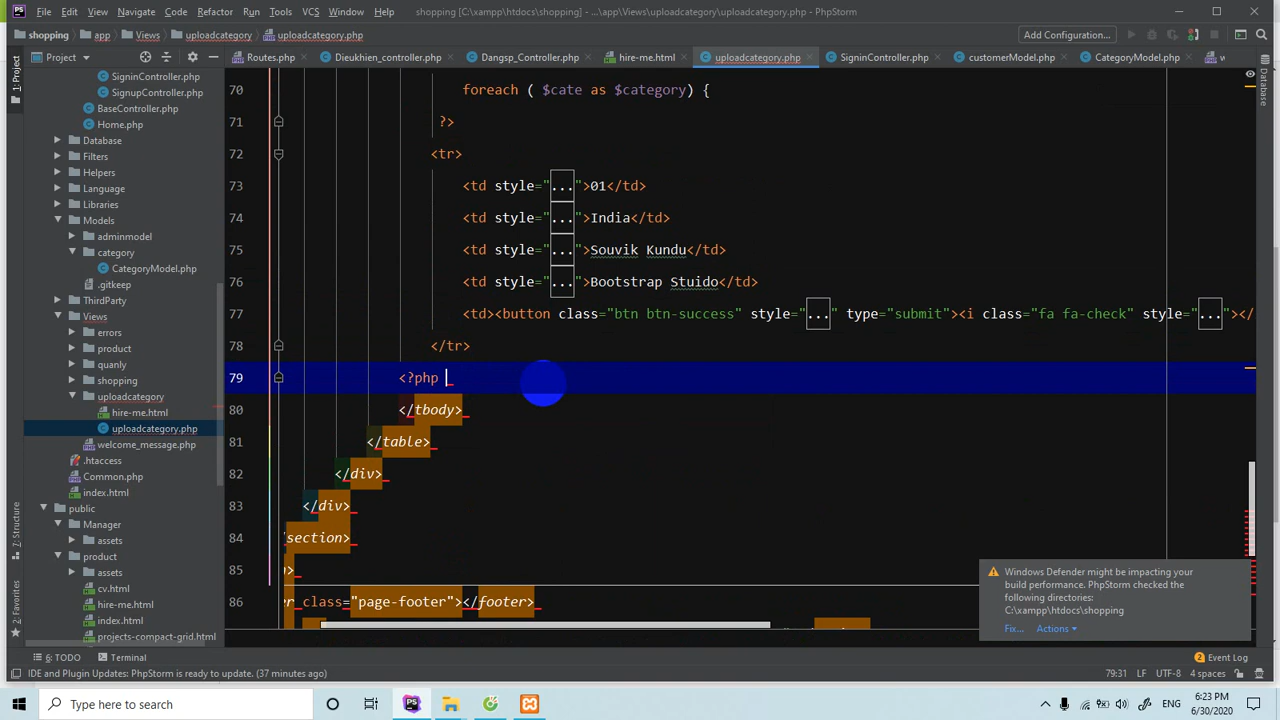 File Edit View Navigate Code Refactor Run Tools VCS Window Help shopping [C:\xampp\htdocs\shopping] - ...\app\Views\uploadcategory\uploadcategory.php - PhpStorm
shopping app Views uploadcategory uploadcategory.php Add Configuration...
Project Routes.php Dieukhien_controller.php Dangsp_Controller.php hire-me.html uploadcategory.php SigninController.php customerModel.php CategoryModel.php
1: Project
Database
SigninController.php
SignupController.php
BaseController.php
Home.php
Database
Filters
Helpers
Language
Libraries
Models
adminmodel
category
CategoryModel.php
.gitkeep
ThirdParty
Views
errors
product
quanly
shopping
uploadcategory
hire-me.html
uploadcategory.php
welcome_message.php
.htaccess
Common.php
index.html
public
Manager
assets
product
assets
cv.html
hire-me.html
index.html
projects-compact-grid.html
7: Structure
2: Favorites
70 foreach ( $cate as $category) {
71 ?>
72 <tr>
73 <td style="...">01</td>
74 <td style="...">India</td>
75 <td style="...">Souvik Kundu</td>
76 <td style="...">Bootstrap Stuido</td>
77 <td><button class="btn btn-success" style="..." type="submit"><i class="fa fa-check" style="..."></
78 </tr>
79 <?php
80 </tbody>
81 </table>
82 </div>
83 </div>
84 section>
85 >
86 er class="page-footer"></footer>
Windows Defender might be impacting your
build performance. PhpStorm checked the
following directories:
C:\xampp\htdocs\shopping
Fix... Actions
6: TODO Terminal 2 Event Log
IDE and Plugin Updates: PhpStorm is ready to update. (37 minutes ago) 79:31 LF UTF-8 4 spaces
Type here to search ENG 6:23 PM
6/30/2020